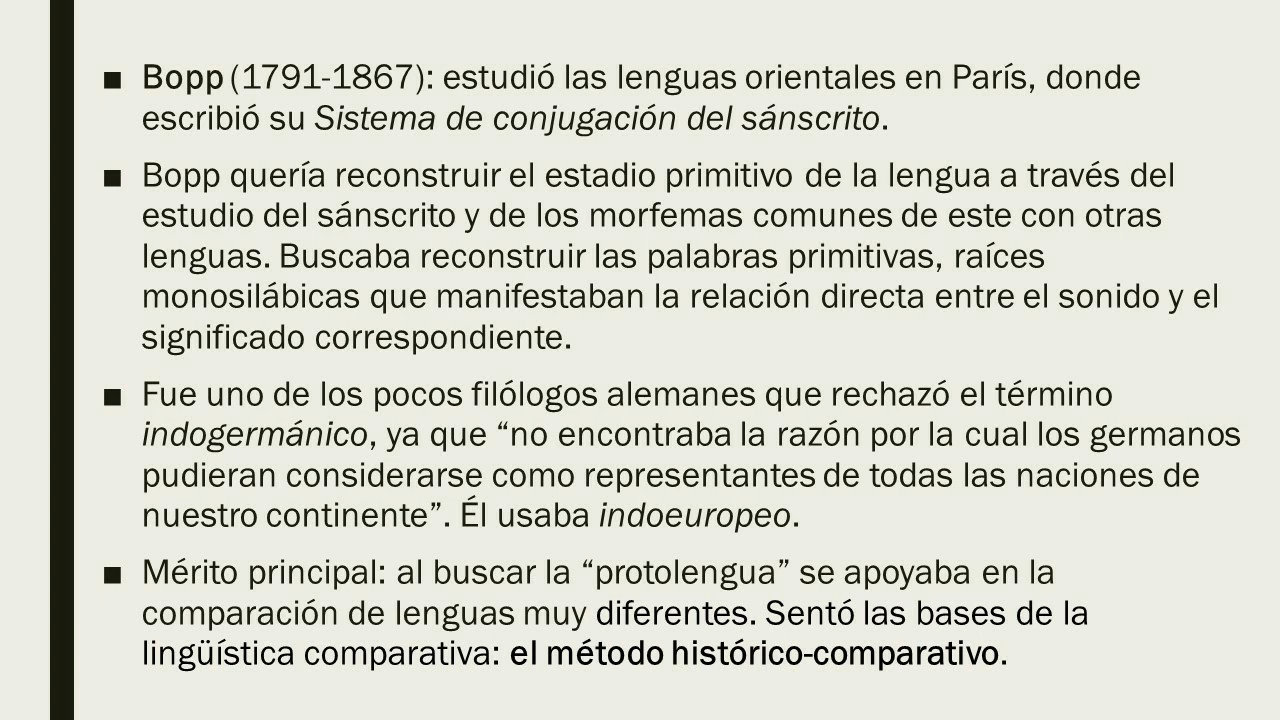 ■ Bopp (1791-1867): estudió las lenguas orientales en París, donde
escribió su Sistema de conjugación del sánscrito.
■ Bopp quería reconstruir el estadio primitivo de la lengua a través del
estudio del sánscrito y de los morfemas comunes de este con otras
lenguas. Buscaba reconstruir las palabras primitivas, raíces
monosilábicas que manifestaban la relación directa entre el sonido y el
significado correspondiente.
■ Fue uno de los pocos filólogos alemanes que rechazó el término
indogermánico, ya que “no encontraba la razón por la cual los germanos
pudieran considerarse como representantes de todas las naciones de
nuestro continente”. Él usaba indoeuropeo.
■ Mérito principal: al buscar la “protolengua” se apoyaba en la
comparación de lenguas muy diferentes. Sentó las bases de la
lingüística comparativa: el método histórico-comparativo.